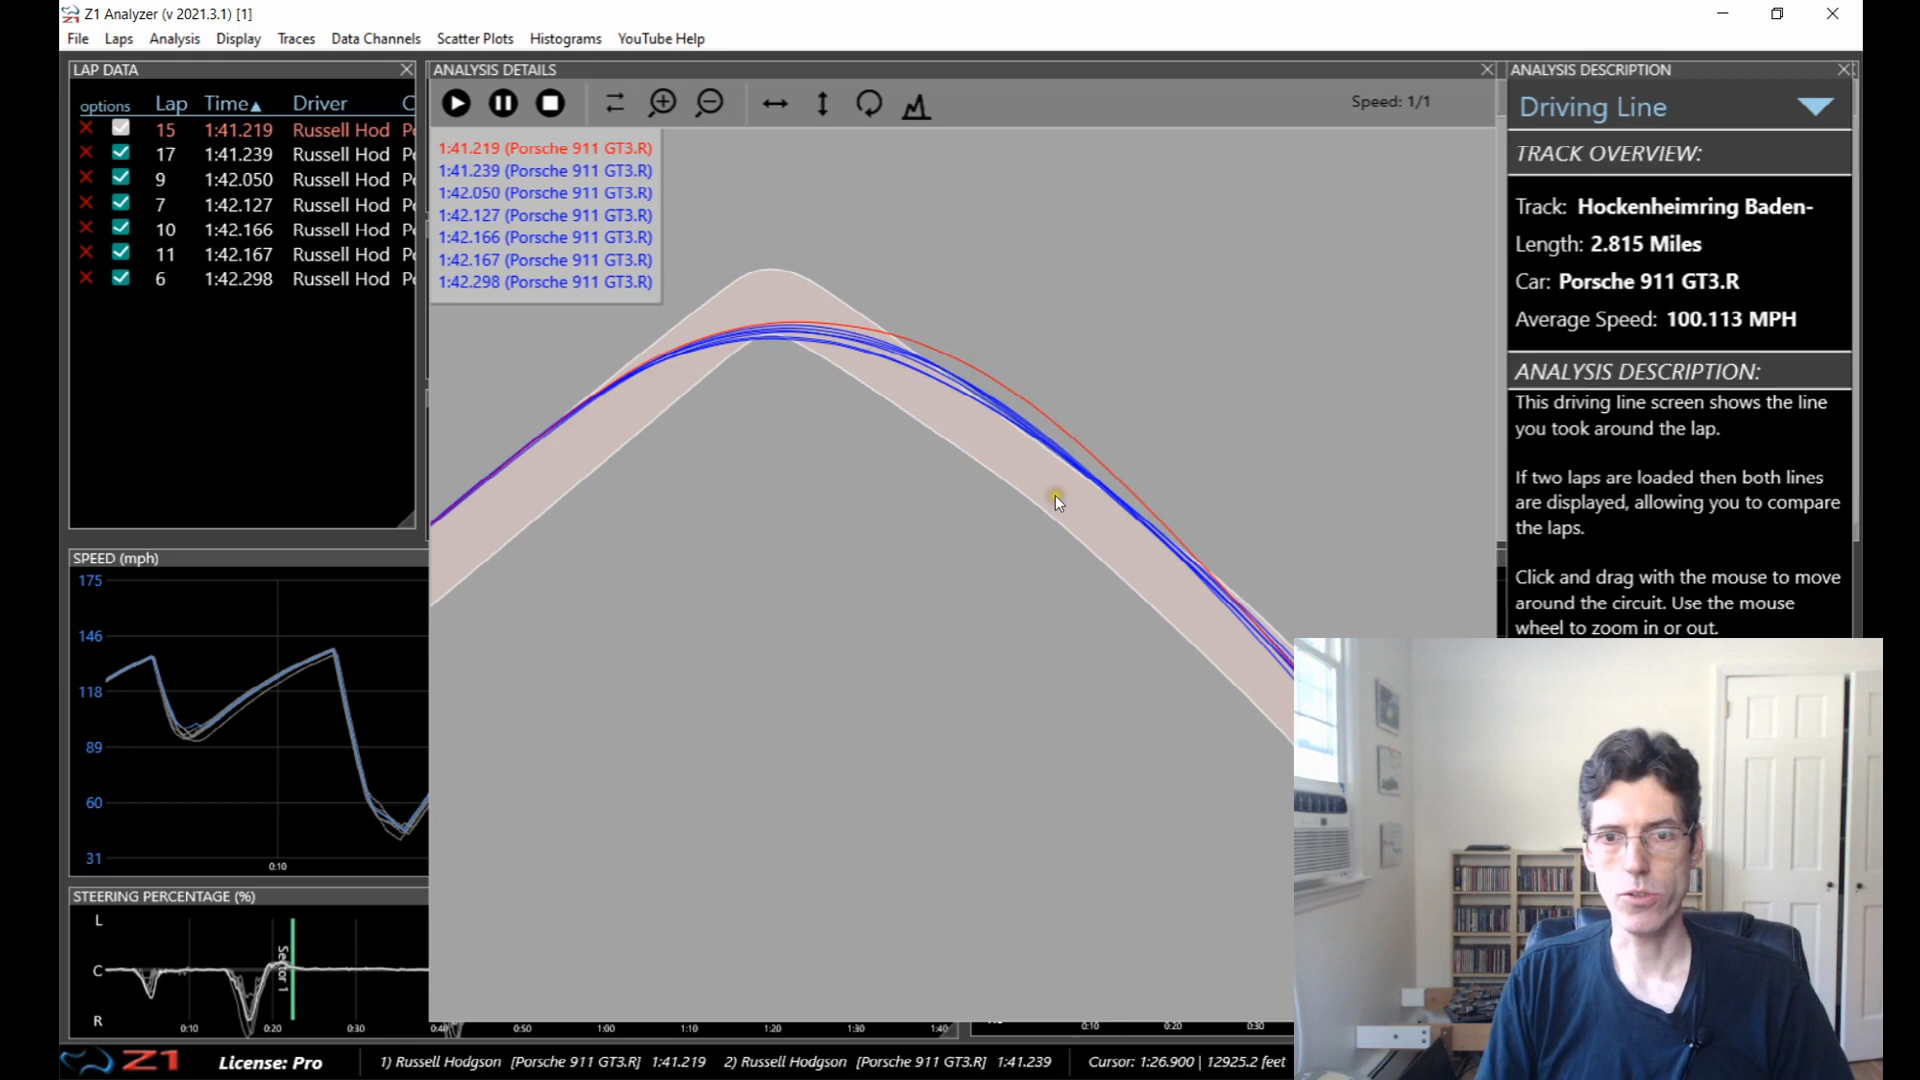 Z1 Analyzer (v 2021.3.1) [1]
File Laps Analysis Display Traces Data Channels Scatter Plots Histograms YouTube Help
LAP DATA
options Lap Time Driver C
15 1:41.219 Russell Hod
17 1:41.239 Russell Hod
9 1:42.050 Russell Hod
7 1:42.127 Russell Hod
10 1:42.166 Russell Hod
11 1:42.167 Russell Hod
6 1:42.298 Russell Hod
ANALYSIS DETAILS
Speed: 1/1
1:41.219 (Porsche 911 GT3.R)
1:41.239 (Porsche 911 GT3.R)
1:42.050 (Porsche 911 GT3.R)
1:42.127 (Porsche 911 GT3.R)
1:42.166 (Porsche 911 GT3.R)
1:42.167 (Porsche 911 GT3.R)
1:42.298 (Porsche 911 GT3.R)
ANALYSIS DESCRIPTION
Driving Line
TRACK OVERVIEW:
Track: Hockenheimring Baden-
Length: 2.815 Miles
Car: Porsche 911 GT3.R
Average Speed: 100.113 MPH
ANALYSIS DESCRIPTION:
This driving line screen shows the line
you took around the lap.
If two laps are loaded then both lines
are displayed, allowing you to compare
the laps.
Click and drag with the mouse to move
around the circuit. Use the mouse
wheel to zoom in or out.
SPEED (mph)
175
146
118
89
60
31
0:10
STEERING PERCENTAGE (%)
L
C
R
Sector 1
0:10 0:20 0:30 0:40 0:50 1:00 1:10 1:20 1:30 1:40
0:10 0:20 0:30
Z1 License: Pro 1) Russell Hodgson [Porsche 911 GT3.R] 1:41.219 2) Russell Hodgson [Porsche 911 GT3.R] 1:41.239 Cursor: 1:26.900 | 12925.2 feet